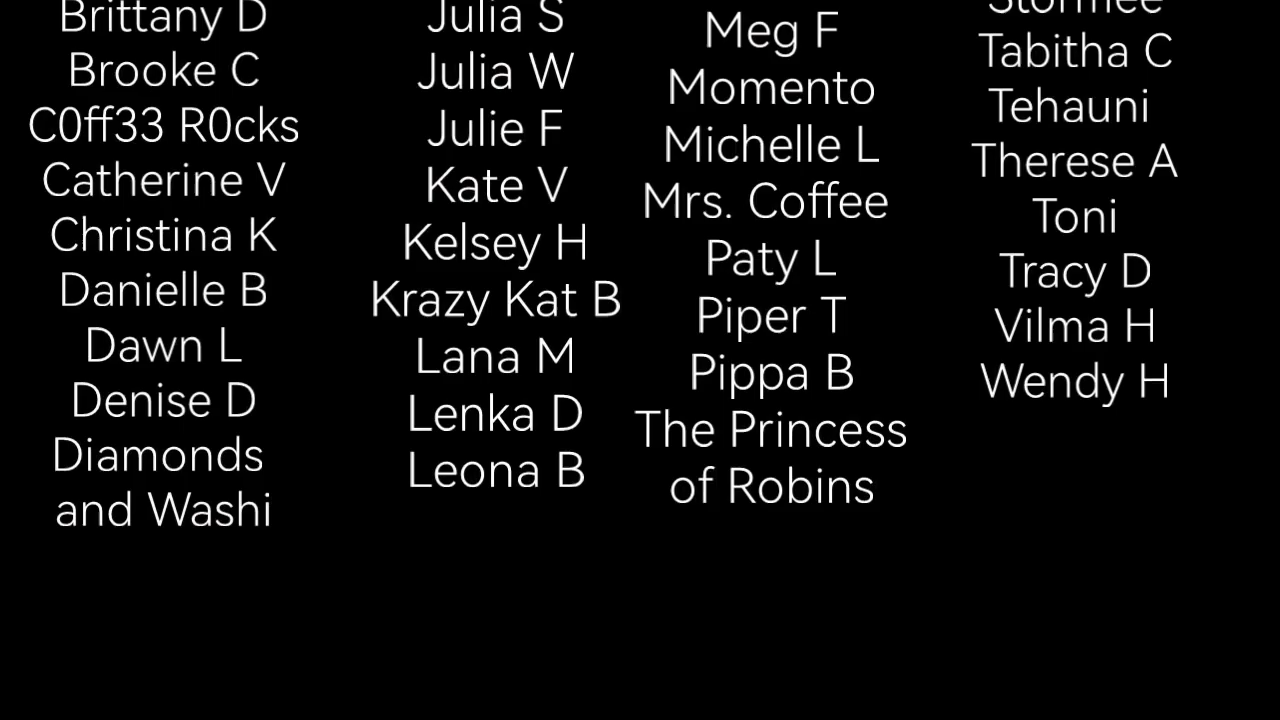 Brittany D
Brooke C
C0ff33 R0cks
Catherine V
Christina K
Danielle B
Dawn L
Denise D
Diamonds
and Washi
Julia S
Julia W
Julie F
Kate V
Kelsey H
Krazy Kat B
Lana M
Lenka D
Leona B
Meg F
Momento
Michelle L
Mrs. Coffee
Paty L
Piper T
Pippa B
The Princess
of Robins
Tabitha C
Tehauni
Therese A
Toni
Tracy D
Vilma H
Wendy H